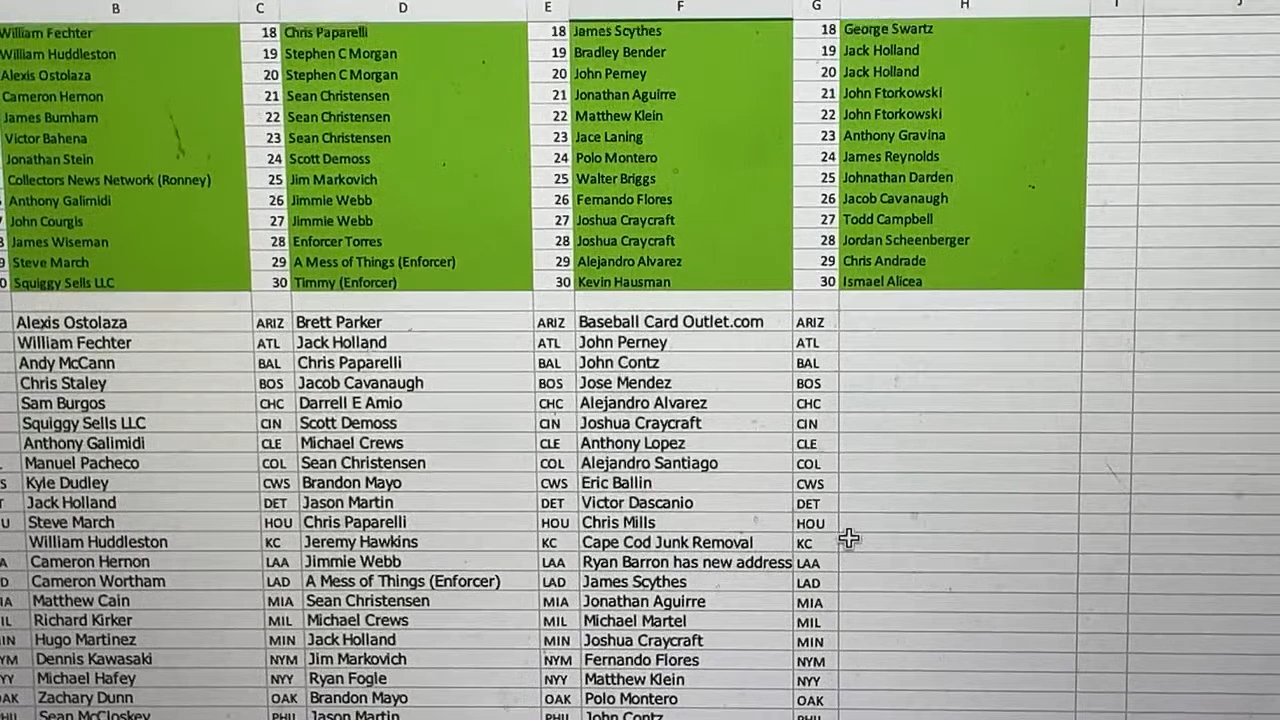 B C D E F G H
William Fechter 18 Chris Paparelli 18 James Scythes 18 George Swartz
William Huddleston 19 Stephen C Morgan 19 Bradley Bender 19 Jack Holland
Alexis Ostolaza 20 Stephen C Morgan 20 John Perney 20 Jack Holland
Cameron Hernon 21 Sean Christensen 21 Jonathan Aguirre 21 John Ftorkowski
James Burnham 22 Sean Christensen 22 Matthew Klein 22 John Ftorkowski
Victor Bahena 23 Sean Christensen 23 Jace Laning 23 Anthony Gravina
Jonathan Stein 24 Scott Demoss 24 Polo Montero 24 James Reynolds
Collectors News Network (Ronney) 25 Jim Markovich 25 Walter Briggs 25 Johnathan Darden
Anthony Galimidi 26 Jimmie Webb 26 Fernando Flores 26 Jacob Cavanaugh
John Courgis 27 Jimmie Webb 27 Joshua Craycraft 27 Todd Campbell
James Wiseman 28 Enforcer Torres 28 Joshua Craycraft 28 Jordan Scheenberger
9 Steve March 29 A Mess of Things (Enforcer) 29 Alejandro Alvarez 29 Chris Andrade
0 Squiggy Sells LLC 30 Timmy (Enforcer) 30 Kevin Hausman 30 Ismael Alicea
Alexis Ostolaza ARIZ Brett Parker ARIZ Baseball Card Outlet.com ARIZ
William Fechter ATL Jack Holland ATL John Perney ATL
Andy McCann BAL Chris Paparelli BAL John Contz BAL
Chris Staley BOS Jacob Cavanaugh BOS Jose Mendez BOS
Sam Burgos CHC Darrell E Amio CHC Alejandro Alvarez CHC
Squiggy Sells LLC CIN Scott Demoss CIN Joshua Craycraft CIN
Anthony Galimidi CLE Michael Crews CLE Anthony Lopez CLE
Manuel Pacheco COL Sean Christensen COL Alejandro Santiago COL
S Kyle Dudley CWS Brandon Mayo CWS Eric Ballin CWS
Jack Holland DET Jason Martin DET Victor Dascanio DET
U Steve March HOU Chris Paparelli HOU Chris Mills HOU
William Huddleston KC Jeremy Hawkins KC Cape Cod Junk Removal KC
A Cameron Hernon LAA Jimmie Webb LAA Ryan Barron has new address LAA
D Cameron Wortham LAD A Mess of Things (Enforcer) LAD James Scythes LAD
IA Matthew Cain MIA Sean Christensen MIA Jonathan Aguirre MIA
IL Richard Kirker MIL Michael Crews MIL Michael Martel MIL
IN Hugo Martinez MIN Jack Holland MIN Joshua Craycraft MIN
YM Dennis Kawasaki NYM Jim Markovich NYM Fernando Flores NYM
YY Michael Hafey NYY Ryan Fogle NYY Matthew Klein NYY
AK Zachary Dunn OAK Brandon Mayo OAK Polo Montero OAK
Sean McCloskey PHIL Jason Martin PHIL John Contz PHIL